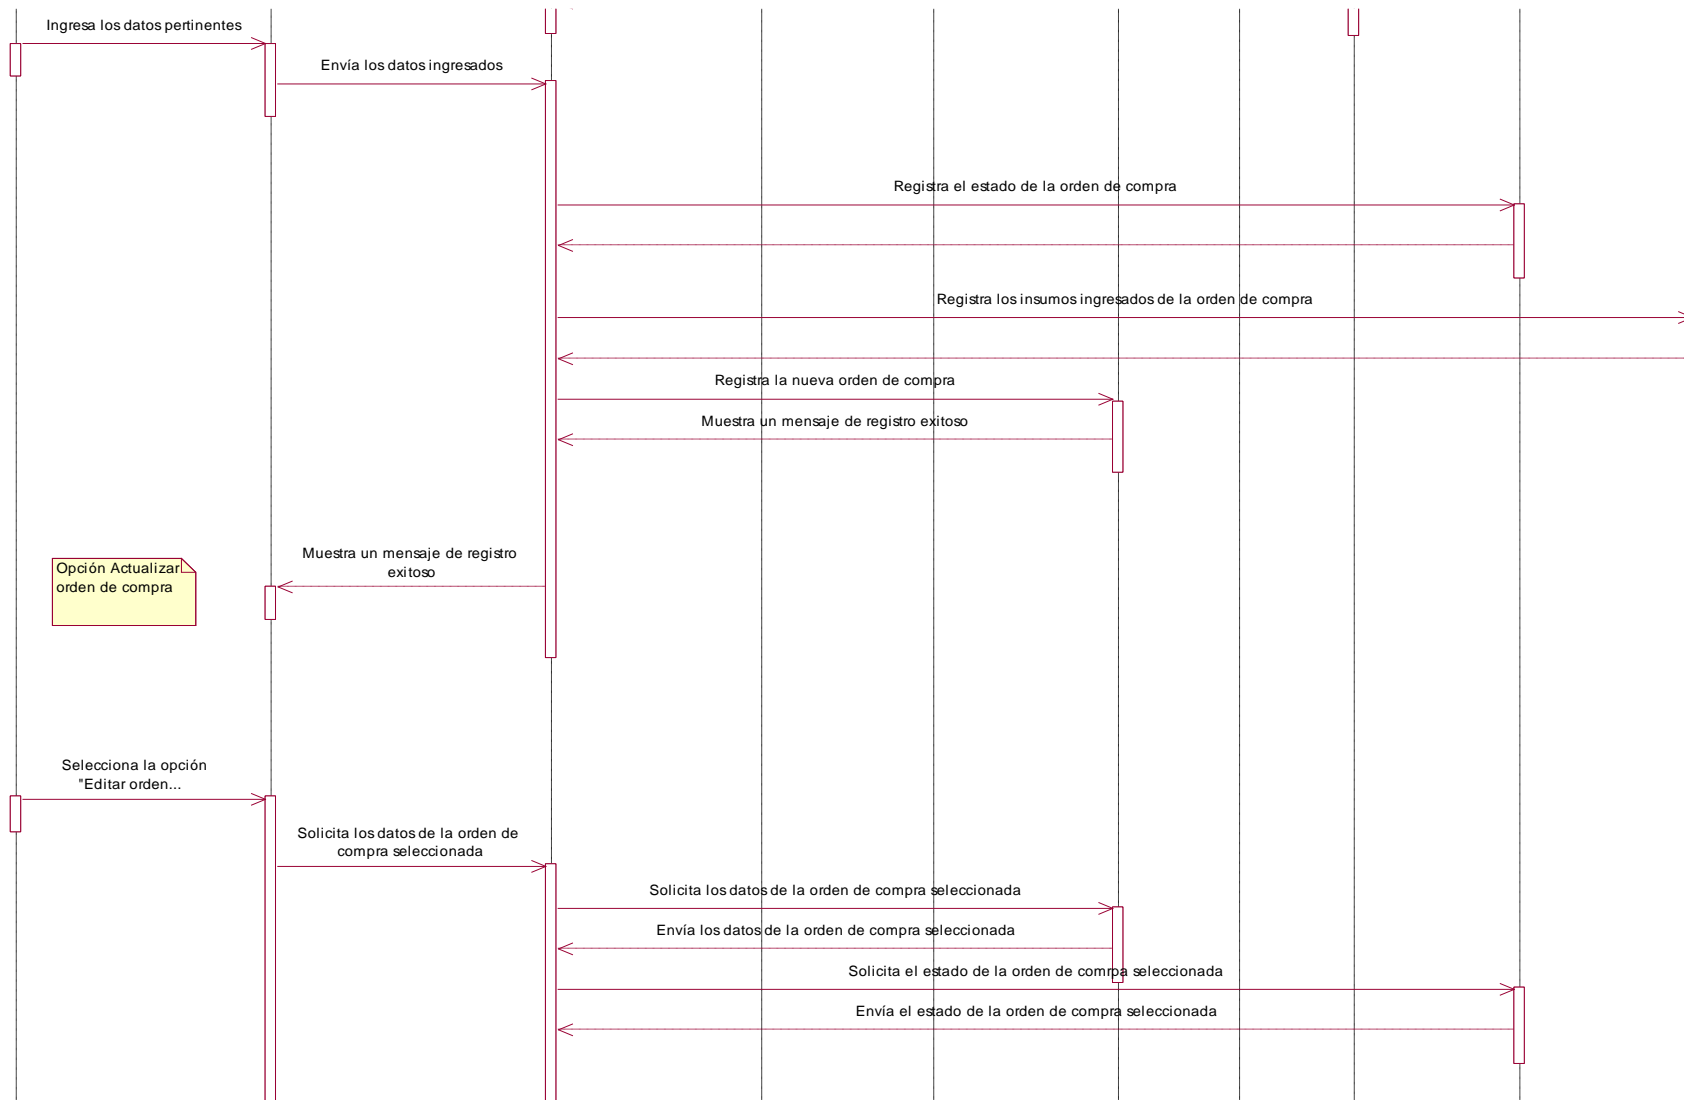 Ingresa los datos pertinentes
Envía los datos ingresados
Registra el estado de la orden de compra
Registra los insumos ingresados de la orden de compra
Registra la nueva orden de compra
Muestra un mensaje de registro exitoso
Muestra un mensaje de registro
exitoso
Opción Actualizar
orden de compra
Selecciona la opción
"Editar orden...
Solicita los datos de la orden de
compra seleccionada
Solicita los datos de la orden de compra seleccionada
Envía los datos de la orden de compra seleccionada
Solicita el estado de la orden de comrpa seleccionada
Envía el estado de la orden de compra seleccionada